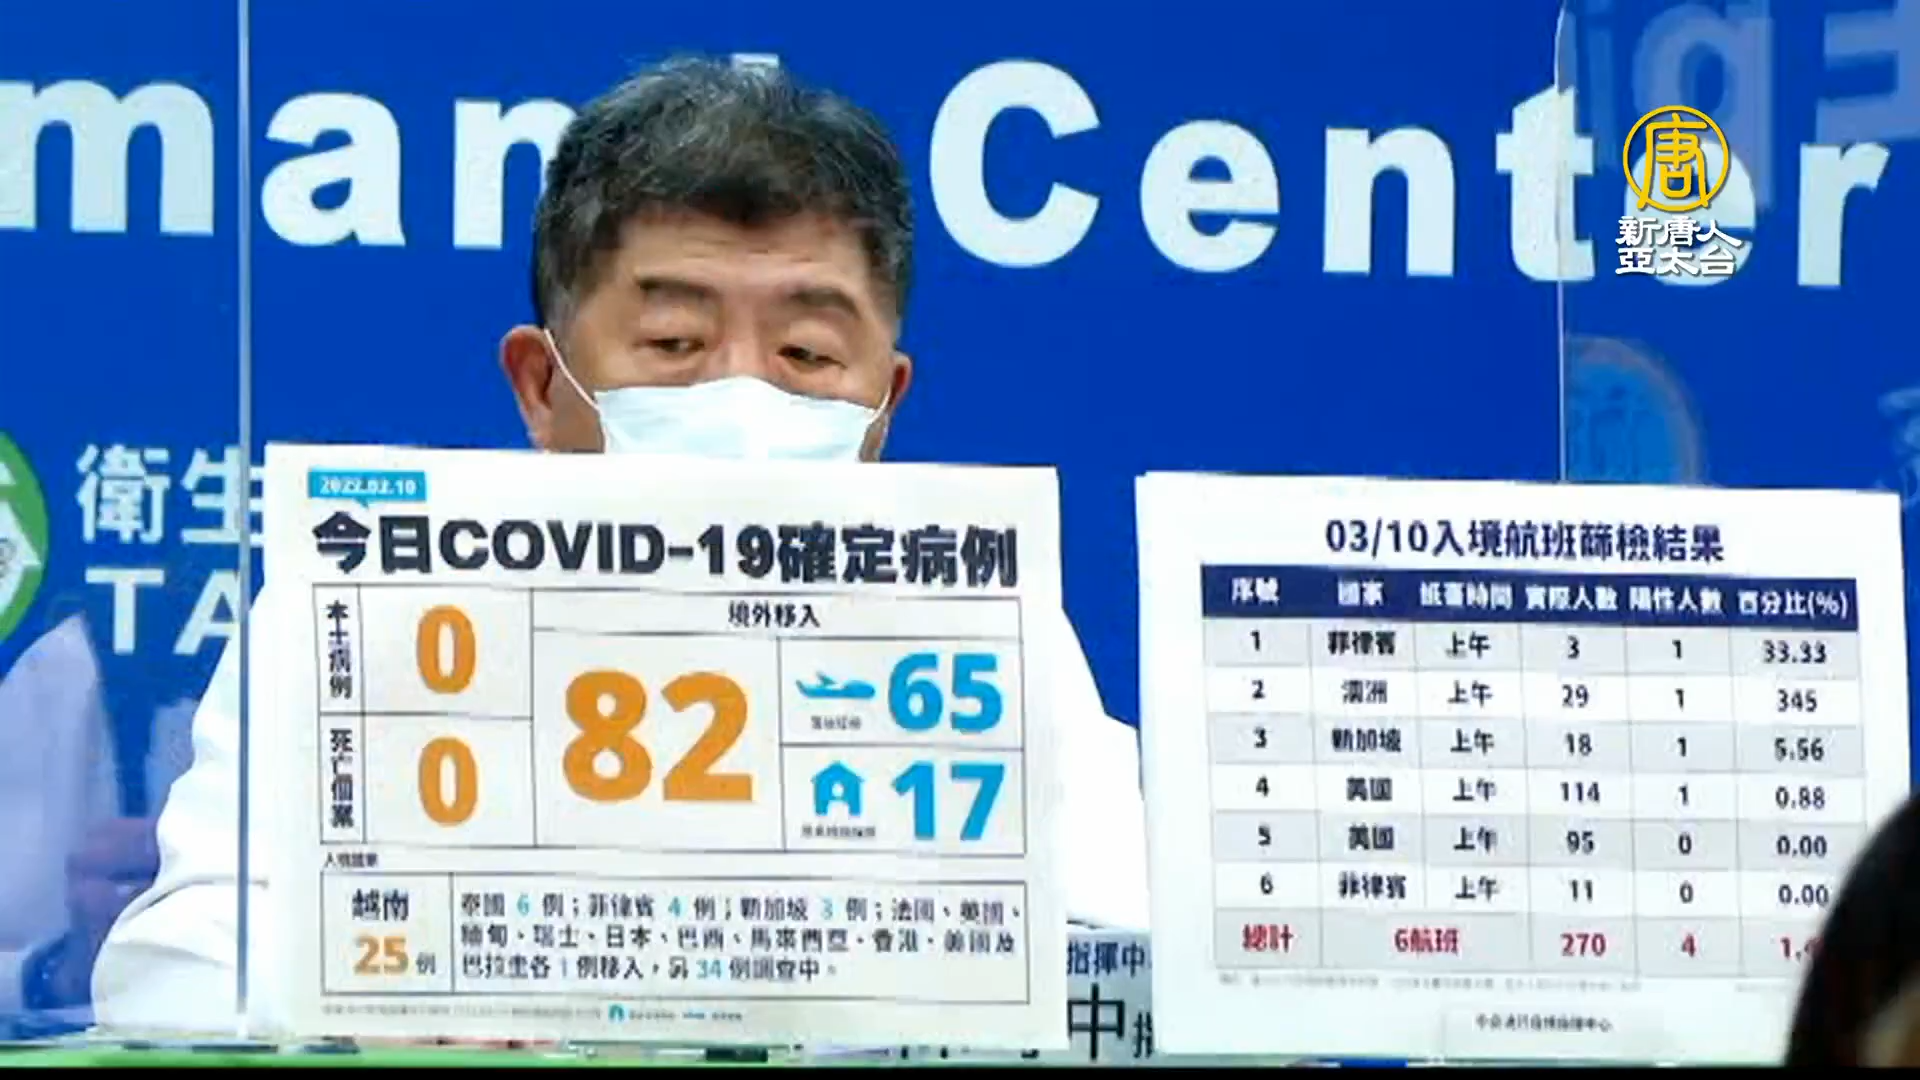 man Center
唐
新唐人
亞太台
衛生
TA
2022.02.10
今日COVID-19確定病例
本土病例
0
死亡個案
0
境外移入
82
65
17
越南
25 例
泰國 6 例；菲律賓 4 例；新加坡 3 例；法國、英國、
緬甸、瑞士、日本、巴西、馬來西亞、香港、美國及
巴拉圭各 1 例移入，另 34 例調查中。
03/10入境航班篩檢結果
序號 國家 抵臺時間 實際人數 陽性人數 百分比(%)
1 菲律賓 上午 3 1 33.33
2 澳洲 上午 29 1 345
3 新加坡 上午 18 1 5.56
4 美國 上午 114 1 0.88
5 美國 上午 95 0 0.00
6 菲律賓 上午 11 0 0.00
總計 6航班 270 4 1.
指揮中
中